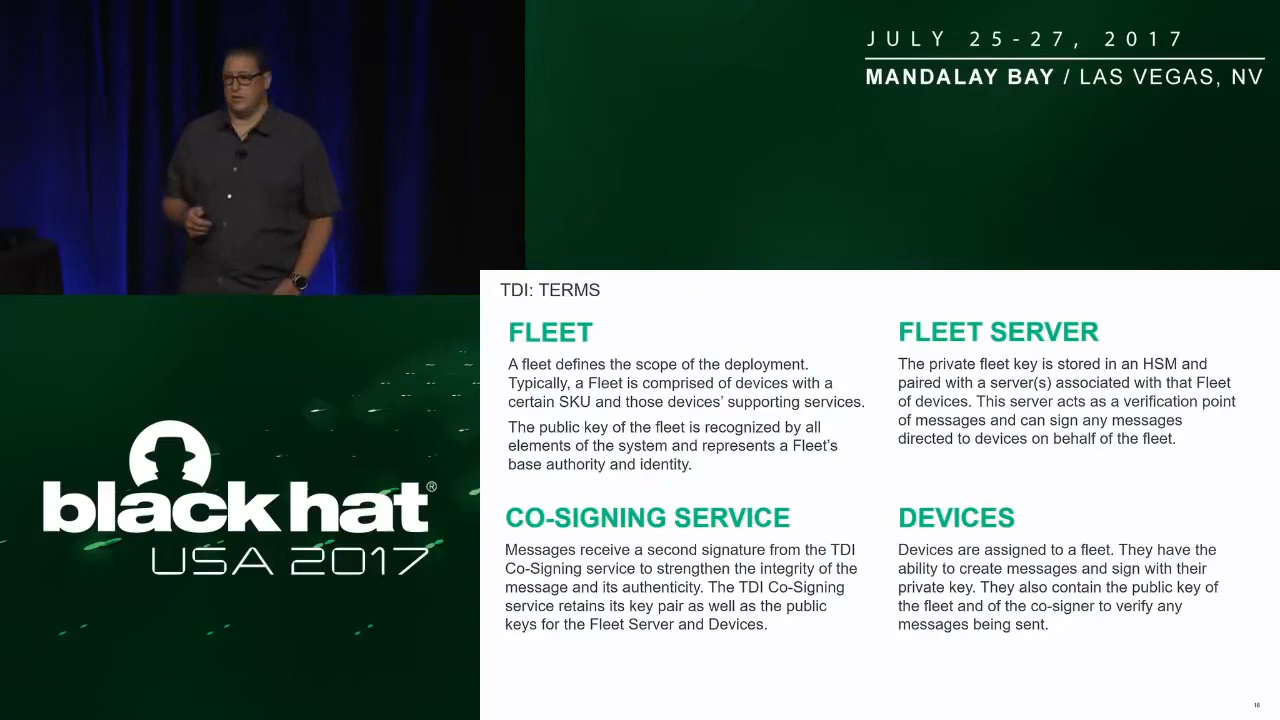 JULY 25-27, 2017
MANDALAY BAY / LAS VEGAS, NV
TDI: TERMS
FLEET
A fleet defines the scope of the deployment.
Typically, a Fleet is comprised of devices with a
certain SKU and those devices' supporting services.
The public key of the fleet is recognized by all
elements of the system and represents a Fleet's
base authority and identity.
FLEET SERVER
The private fleet key is stored in an HSM and
paired with a server(s) associated with that Fleet
of devices. This server acts as a verification point
of messages and can sign any messages
directed to devices on behalf of the fleet.
CO-SIGNING SERVICE
Messages receive a second signature from the TDI
Co-Signing service to strengthen the integrity of the
message and its authenticity. The TDI Co-Signing
service retains its key pair as well as the public
keys for the Fleet Server and Devices.
DEVICES
Devices are assigned to a fleet. They have the
ability to create messages and sign with their
private key. They also contain the public key of
the fleet and of the co-signer to verify any
messages being sent.
16
black hat®
USA 2017